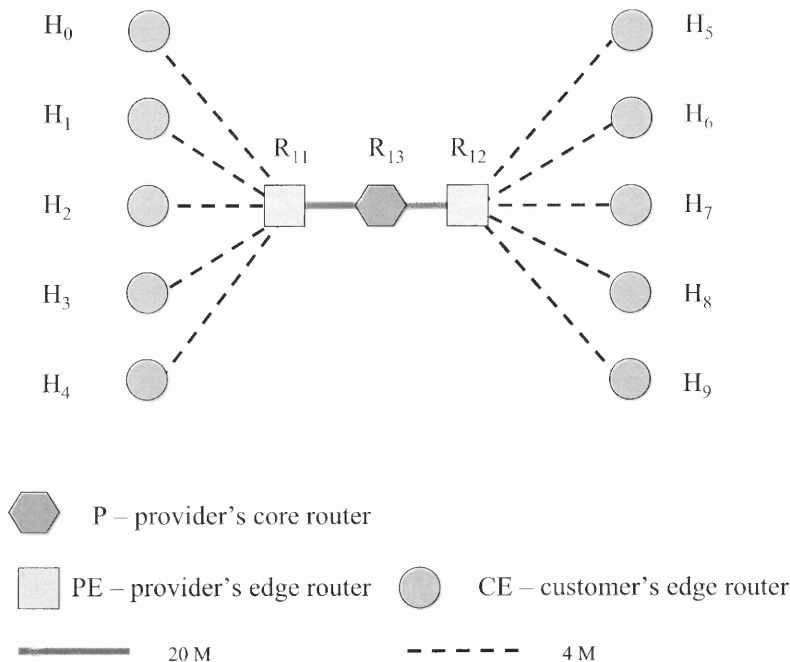 H0 H5
H1 H6
R11 R13 R12
H2 H7
H3 H8
H4 H9
P – provider's core router
PE – provider's edge router CE – customer's edge router
20 M 4 M